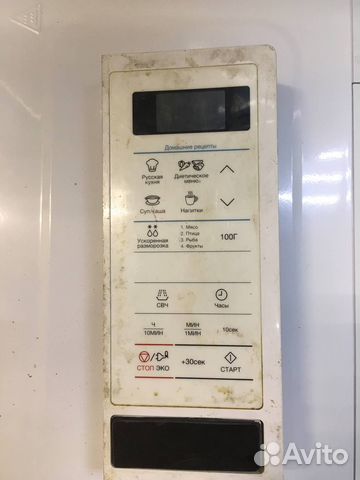 Домашние рецепты
Русская кухня
Диетическое меню
Суп/каша
Напитки
Ускоренная разморозка
1. Мясо
2. Птица
3. Рыба
4. Фрукты
100Г
СВЧ
Часы
Ч
10МИН
МИН
1МИН
10сек
СТОП ЭКО
+30сек
СТАРТ
Avito